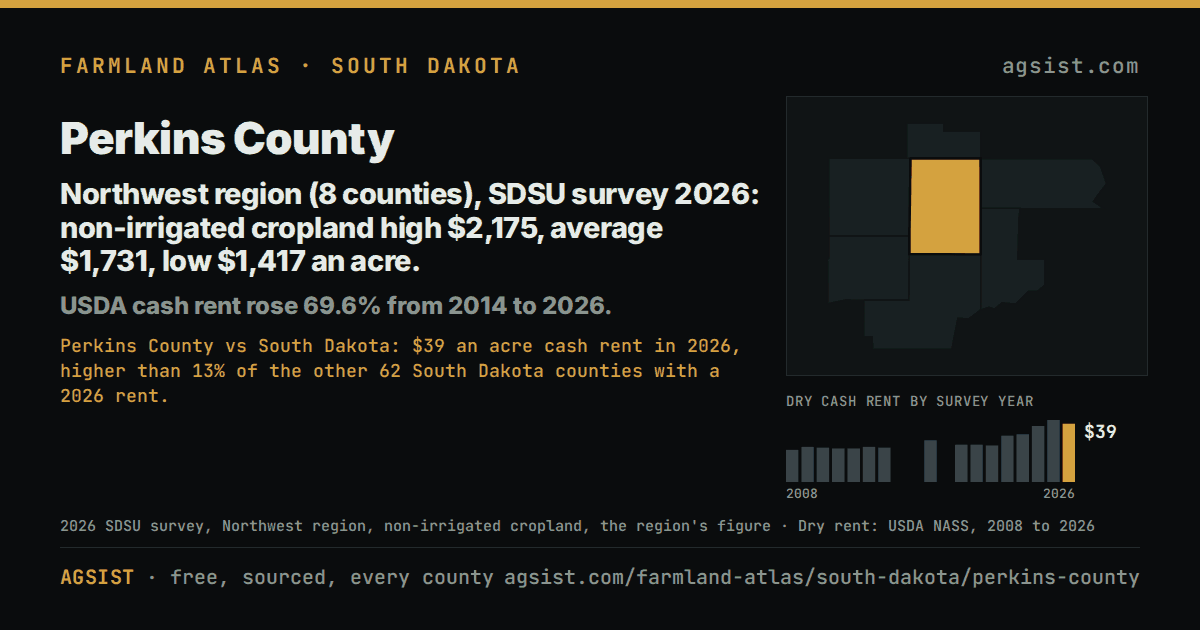 FARMLAND ATLAS · SOUTH DAKOTA
agsist.com
Perkins County
Northwest region (8 counties), SDSU survey 2026:
non-irrigated cropland high $2,175, average
$1,731, low $1,417 an acre.
USDA cash rent rose 69.6% from 2014 to 2026.
Perkins County vs South Dakota: $39 an acre cash rent in 2026,
higher than 13% of the other 62 South Dakota counties with a
2026 rent.
DRY CASH RENT BY SURVEY YEAR
$39
2008
2026
2026 SDSU survey, Northwest region, non-irrigated cropland, the region's figure · Dry rent: USDA NASS, 2008 to 2026
AGSIST · free, sourced, every county agsist.com/farmland-atlas/south-dakota/perkins-county